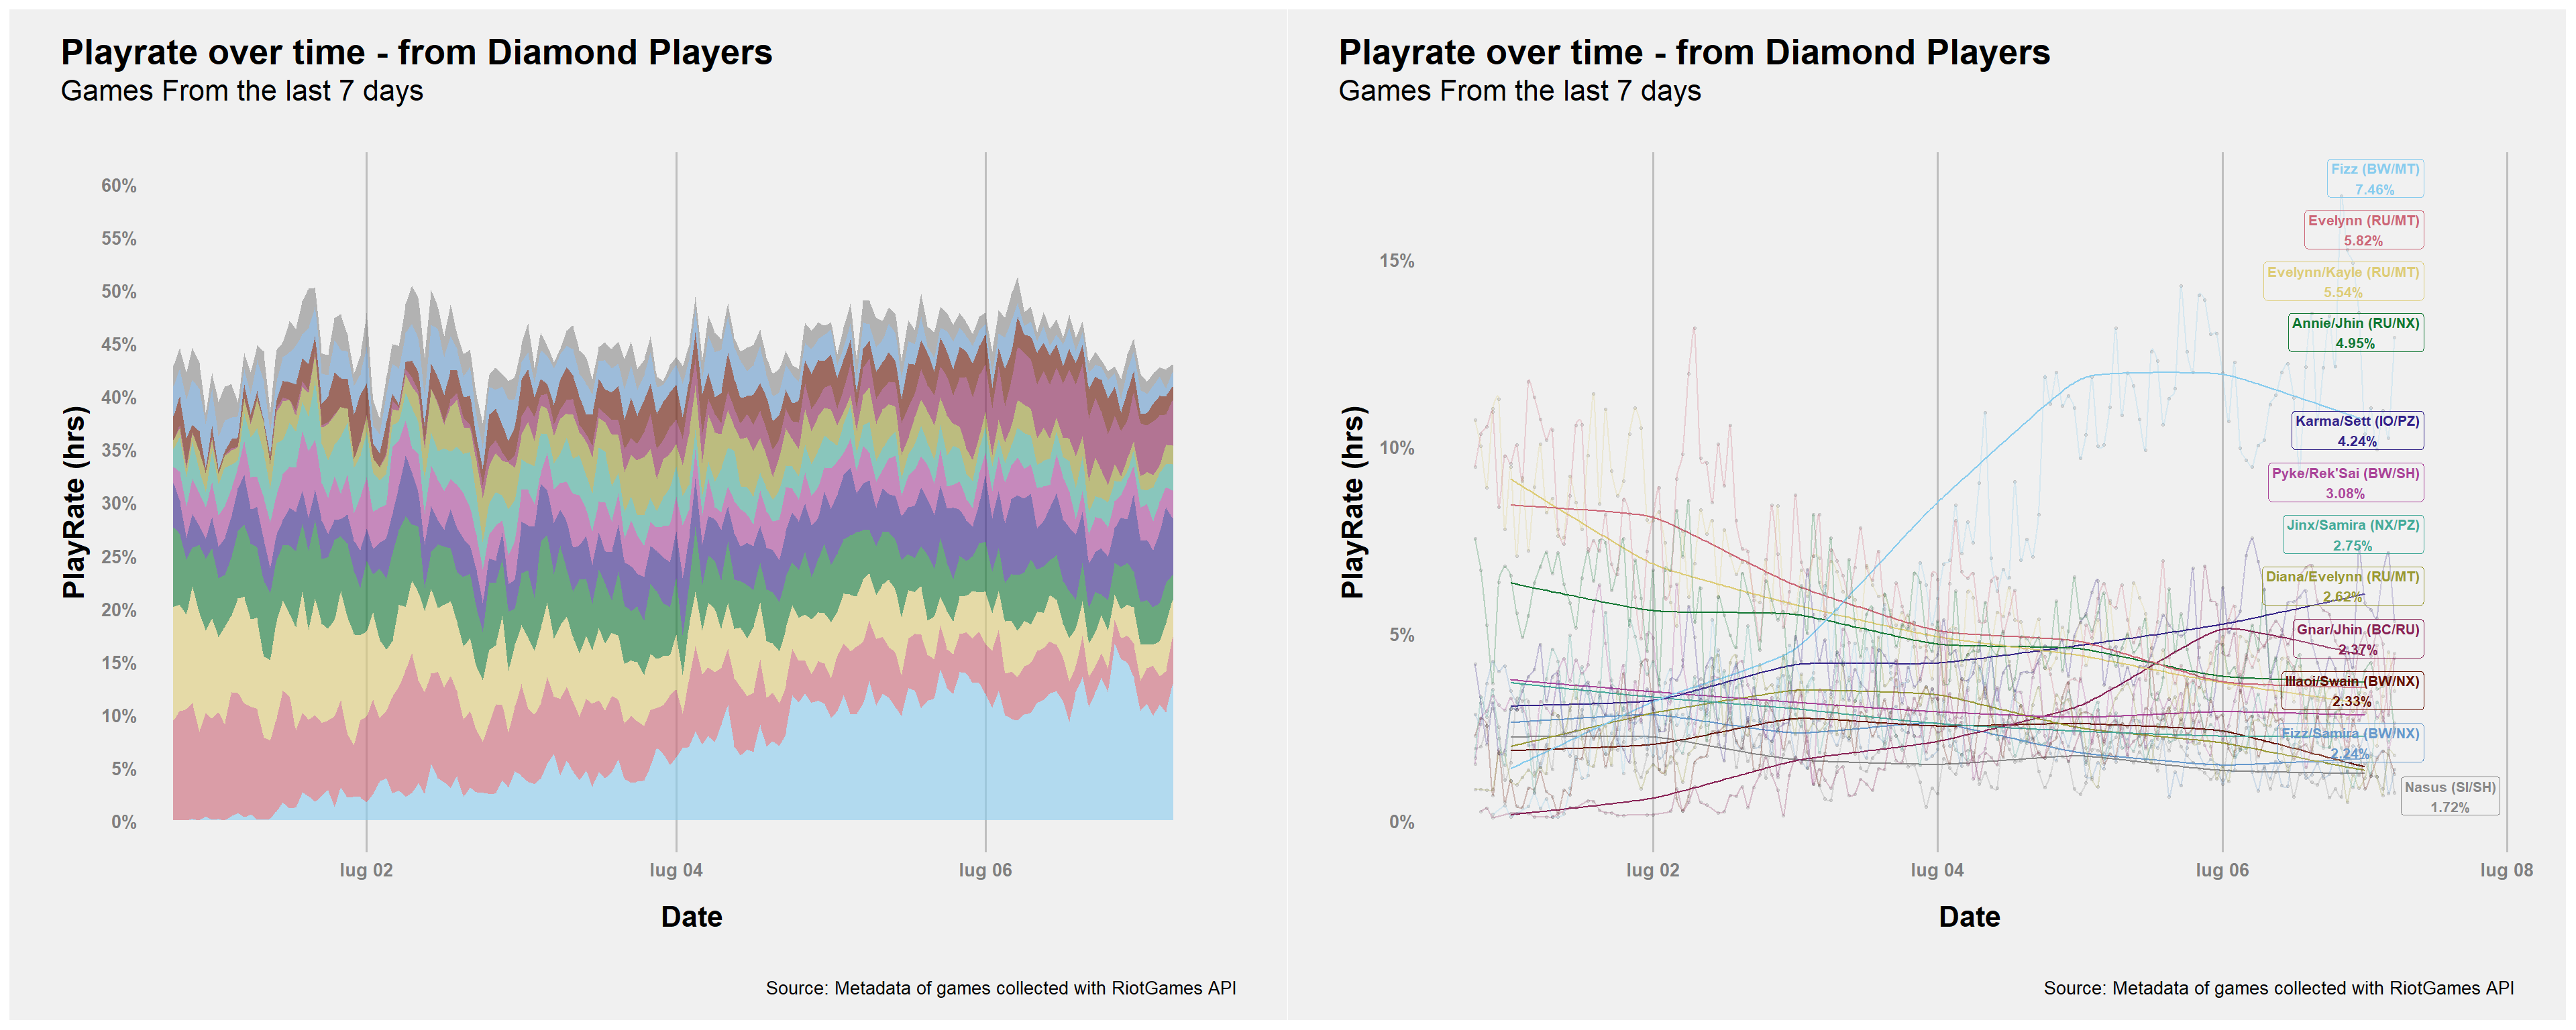 Playrate over time - from Diamond Players
Games From the last 7 days
PlayRate (hrs)
60%
55%
50%
45%
40%
35%
30%
25%
20%
15%
10%
5%
0%
lug 02
lug 04
lug 06
Date
Source: Metadata of games collected with RiotGames API
Playrate over time - from Diamond Players
Games From the last 7 days
PlayRate (hrs)
15%
10%
5%
0%
Fizz (BW/MT)
7.46%
Evelynn (RU/MT)
5.82%
Evelynn/Kayle (RU/MT)
5.54%
Annie/Jhin (RU/NX)
4.95%
Karma/Sett (IO/PZ)
4.24%
Pyke/Rek'Sai (BW/SH)
3.08%
Jinx/Samira (NX/PZ)
2.75%
Diana/Evelynn (RU/MT)
2.62%
Gnar/Jhin (BC/RU)
2.37%
Illaoi/Swain (BW/NX)
2.33%
Fizz/Samira (BW/NX)
2.24%
Nasus (SI/SH)
1.72%
lug 02
lug 04
lug 06
lug 08
Date
Source: Metadata of games collected with RiotGames API